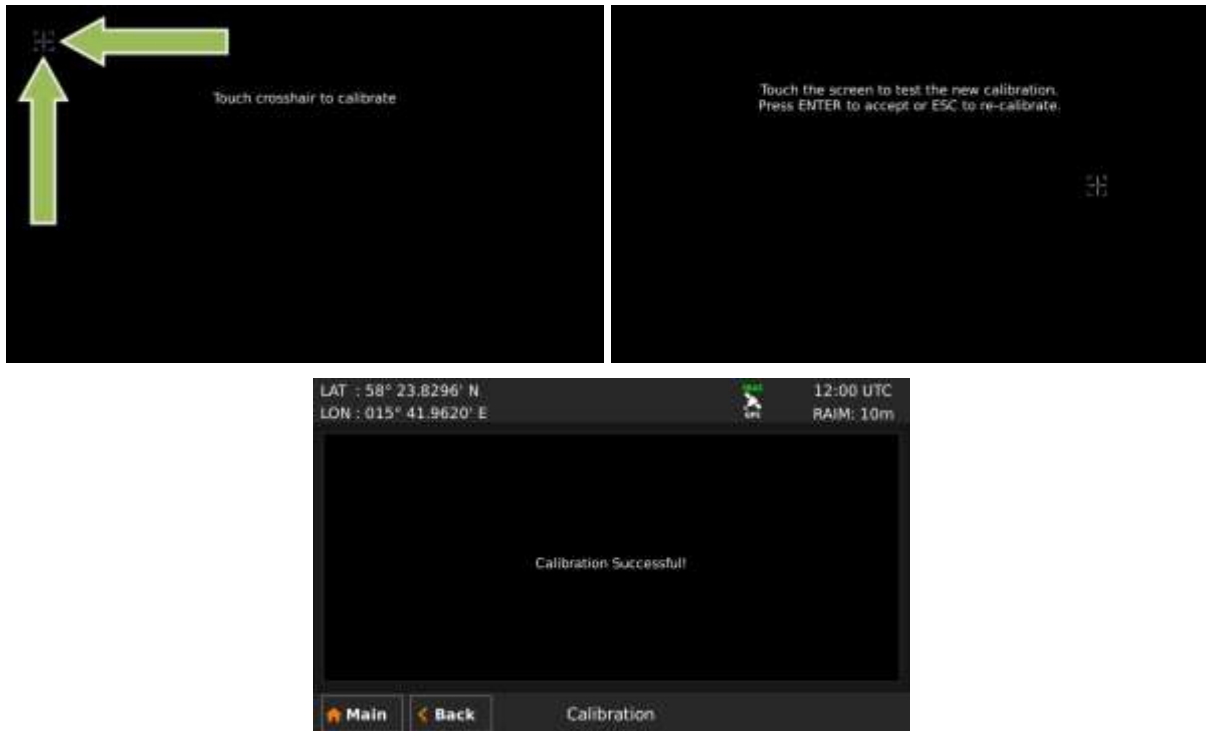 Touch crosshair to calibrate
Touch the screen to test the new calibration.
Press ENTER to accept or ESC to re-calibrate.
LAT : 58° 23.8296' N
12:00 UTC
LON : 015° 41.9620' E
GPS
RAIM: 10m
Calibration Successful!
Main
Back
Calibration